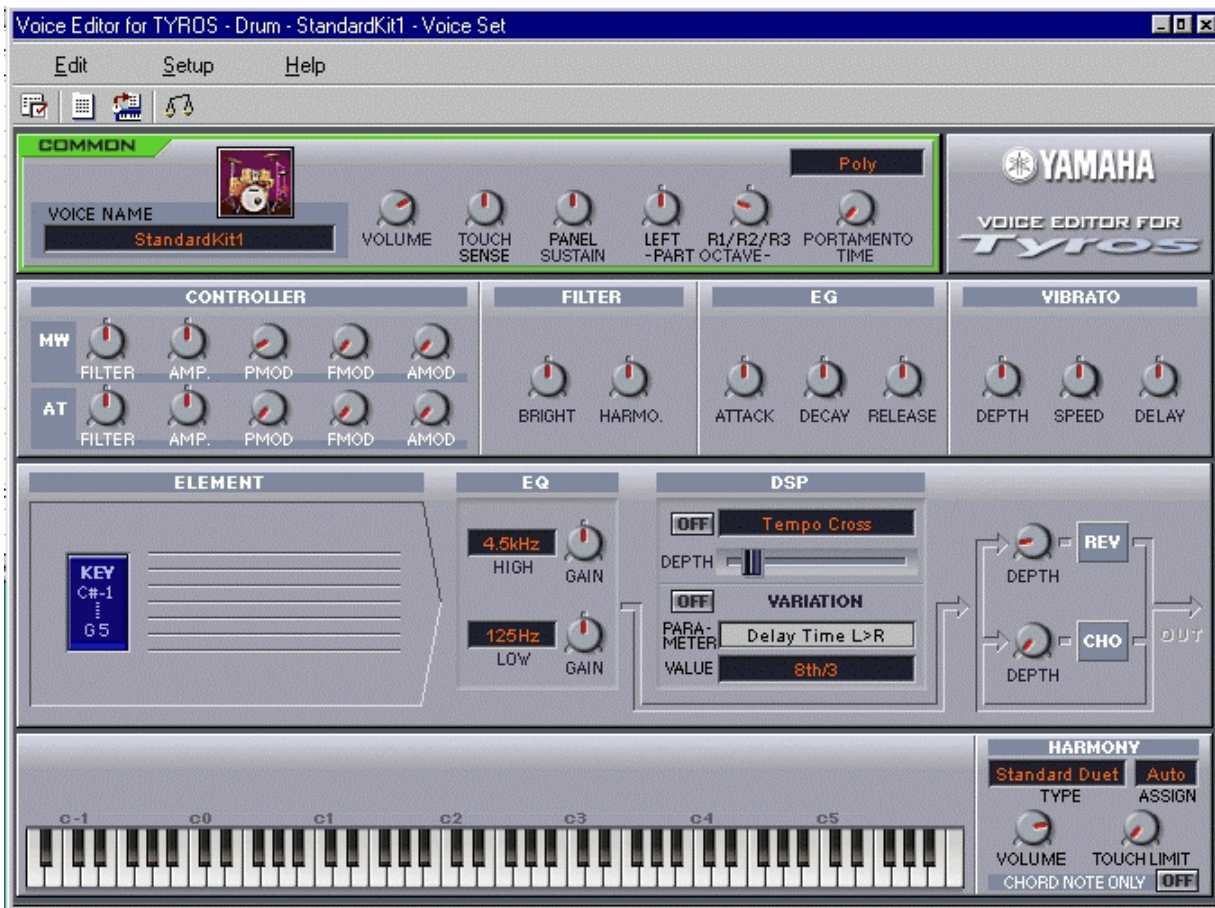 Voice Editor for TYROS - Drum - StandardKit1 - Voice Set
Edit Setup Help
COMMON
Poly
VOICE NAME
StandardKit1
VOLUME
TOUCH SENSE
PANEL SUSTAIN
LEFT R1/R2/R3
-PART OCTAVE-
PORTAMENTO TIME
YAMAHA
VOICE EDITOR FOR
Tyros
CONTROLLER
MW
FILTER AMP. PMOD FMOD AMOD
AT
FILTER AMP. PMOD FMOD AMOD
FILTER
BRIGHT HARMO.
EG
ATTACK DECAY RELEASE
VIBRATO
DEPTH SPEED DELAY
ELEMENT
KEY
C#-1
G5
EQ
4.5kHz
HIGH GAIN
125Hz
LOW GAIN
DSP
OFF Tempo Cross
DEPTH
OFF VARIATION
PARA-
METER Delay Time L>R
VALUE 8th/3
REV
DEPTH
CHO
DEPTH
OUT
C-1 C0 C1 C2 C3 C4 C5
HARMONY
Standard Duet Auto
TYPE ASSIGN
VOLUME TOUCH LIMIT
CHORD NOTE ONLY OFF